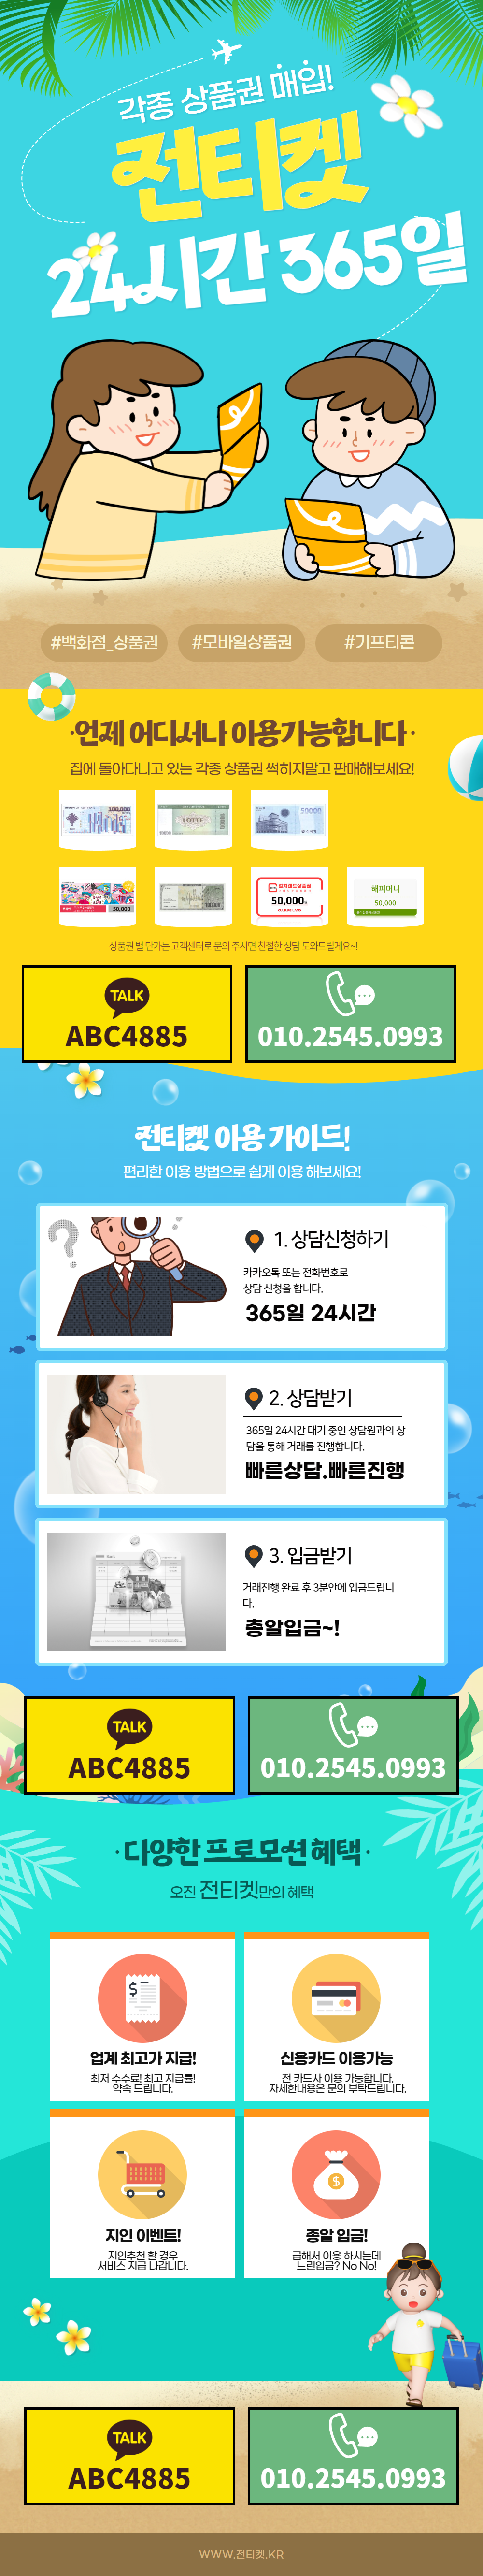 각종 상품권 매입!
전티켓
24시간 365일
#백화점_상품권
#모바일상품권
#기프티콘
·언제 어디서나 이용가능합니다·
집에 돌아다니고 있는 각종 상품권 썩히지말고 판매해보세요!
100,000
LOTTE
50000
50,000
50,000
해피머니
50,000
상품권 별 단가는 고객센터로 문의 주시면 친절한 상담 도와드릴게요~!
TALK
ABC4885
010.2545.0993
전티켓 이용 가이드!
편리한 이용 방법으로 쉽게 이용 해보세요!
1. 상담신청하기
카카오톡 또는 전화번호로
상담 신청을 합니다.
365일 24시간
2. 상담받기
365일 24시간 대기 중인 상담원과의 상
담을 통해 거래를 진행합니다.
빠른상담.빠른진행
3. 입금받기
거래진행 완료 후 3분안에 입금드립니
다.
총알입금~!
TALK
ABC4885
010.2545.0993
·다양한 프로모션 혜택·
오진 전티켓만의 혜택
업계 최고가 지급!
최저 수수료! 최고 지급률!
약속 드립니다.
신용카드 이용가능
전 카드사 이용 가능합니다.
자세한내용은 문의 부탁드립니다.
지인 이벤트!
지인추천 할 경우
서비스 지급 나갑니다.
총알 입금!
급해서 이용 하시는데
느린입금? No No!
TALK
ABC4885
010.2545.0993
WWW.전티켓.KR